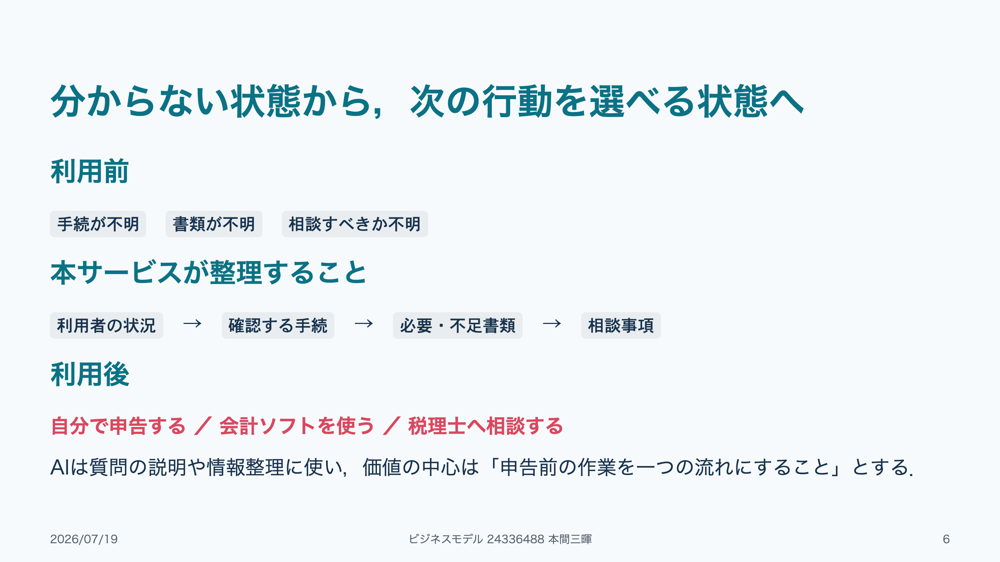 分からない状態から，次の行動を選べる状態へ
利用前
手続が不明 書類が不明 相談すべきか不明
本サービスが整理すること
利用者の状況 → 確認する手続 → 必要・不足書類 → 相談事項
利用後
自分で申告する ／ 会計ソフトを使う ／ 税理士へ相談する
AIは質問の説明や情報整理に使い，価値の中心は「申告前の作業を一つの流れにすること」とする．
2026/07/19 ビジネスモデル 24336488 本間三暉 6